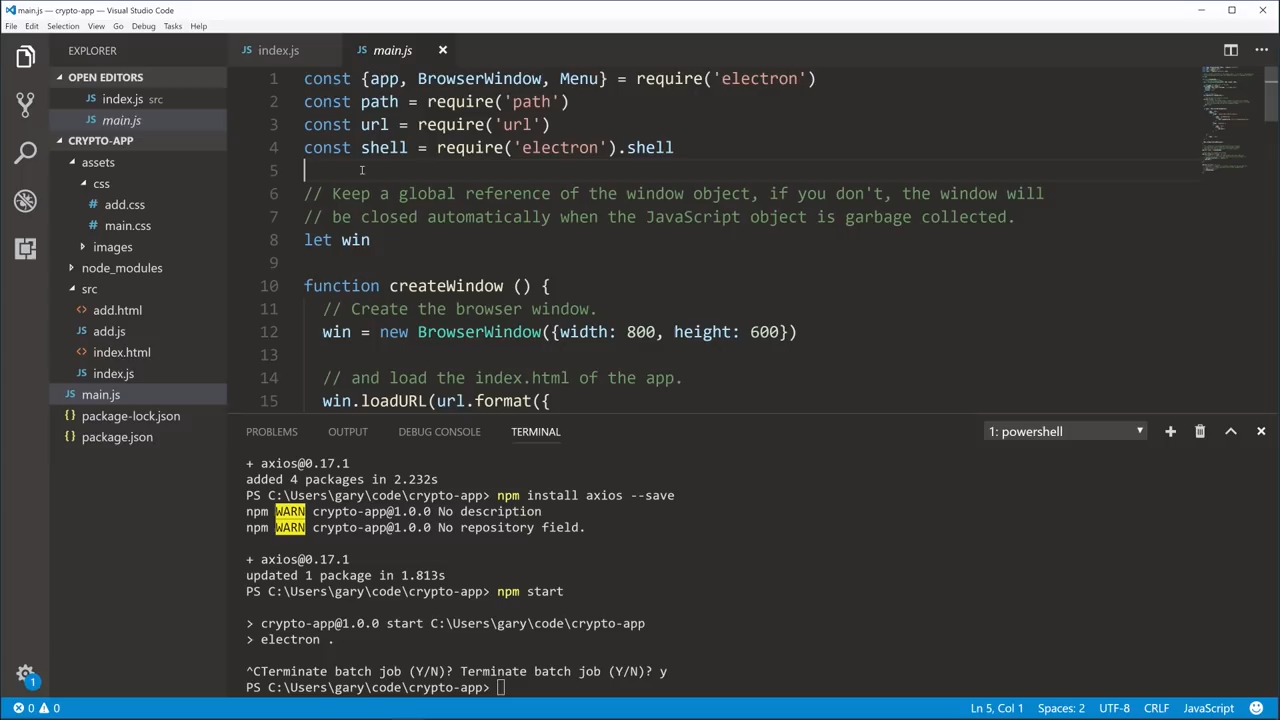 main.js - crypto-app - Visual Studio Code
File Edit Selection View Go Debug Tasks Help
EXPLORER
OPEN EDITORS
index.js src
main.js
CRYPTO-APP
assets
css
add.css
main.css
images
node_modules
src
add.html
add.js
index.html
index.js
main.js
package-lock.json
package.json
1
index.js main.js
1 const {app, BrowserWindow, Menu} = require('electron')
2 const path = require('path')
3 const url = require('url')
4 const shell = require('electron').shell
5
6 // Keep a global reference of the window object, if you don't, the window will
7 // be closed automatically when the JavaScript object is garbage collected.
8 let win
9
10 function createWindow () {
11 // Create the browser window.
12 win = new BrowserWindow({width: 800, height: 600})
13
14 // and load the index.html of the app.
15 win.loadURL(url.format({
PROBLEMS OUTPUT DEBUG CONSOLE TERMINAL 1: powershell
+ axios@0.17.1
added 4 packages in 2.232s
PS C:\Users\gary\code\crypto-app> npm install axios --save
npm WARN crypto-app@1.0.0 No description
npm WARN crypto-app@1.0.0 No repository field.
+ axios@0.17.1
updated 1 package in 1.813s
PS C:\Users\gary\code\crypto-app> npm start
> crypto-app@1.0.0 start C:\Users\gary\code\crypto-app
> electron .
^CTerminate batch job (Y/N)? Terminate batch job (Y/N)? y
PS C:\Users\gary\code\crypto-app>
0 0 Ln 5, Col 1 Spaces: 2 UTF-8 CRLF JavaScript